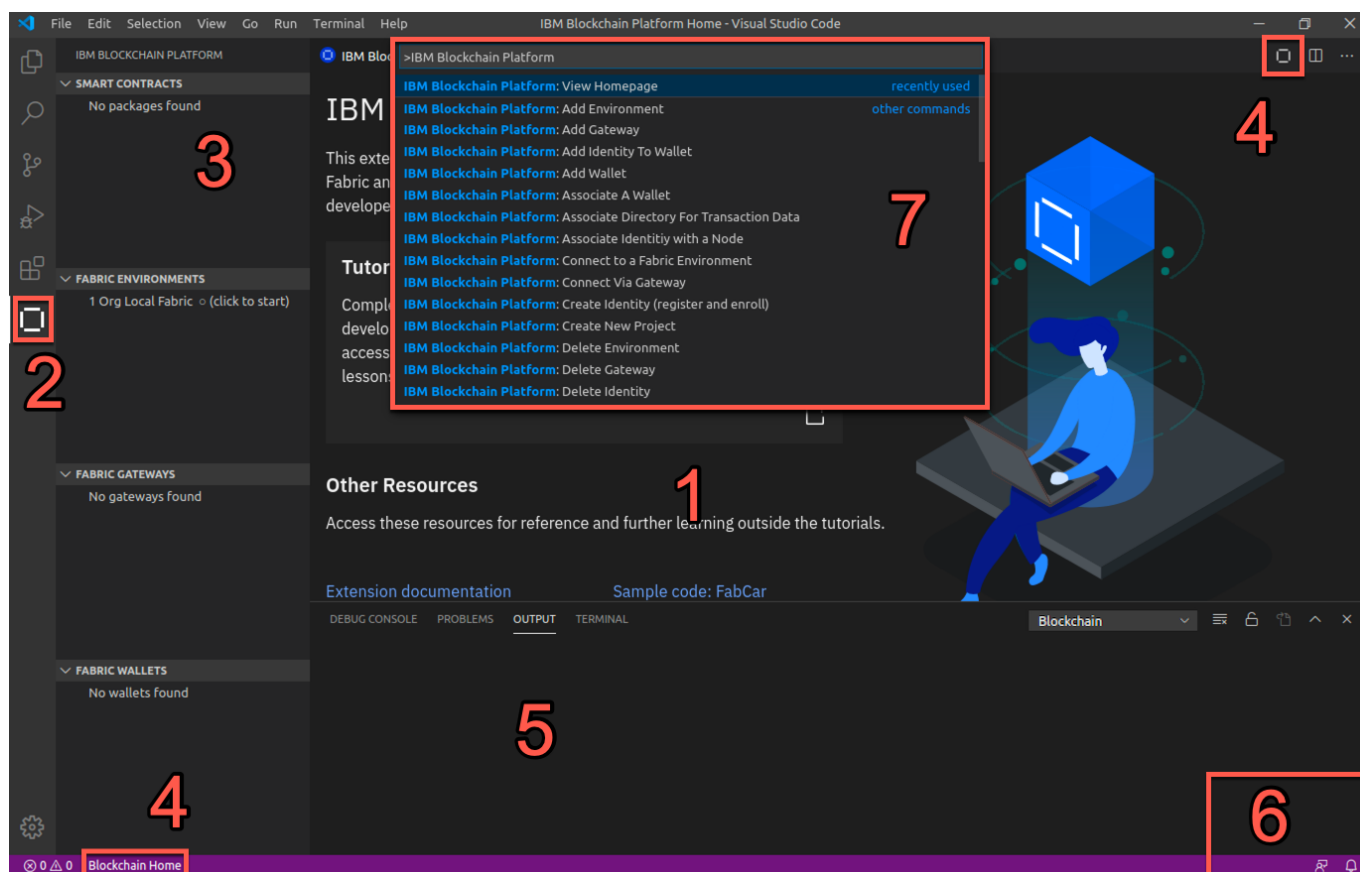 File Edit Selection View Go Run Terminal Help
IBM Blockchain Platform Home - Visual Studio Code
IBM BLOCKCHAIN PLATFORM
SMART CONTRACTS
No packages found
3
FABRIC ENVIRONMENTS
1 Org Local Fabric ○ (click to start)
2
FABRIC GATEWAYS
No gateways found
FABRIC WALLETS
No wallets found
4
IBM Bloc
>IBM Blockchain Platform
IBM Blockchain Platform: View Homepage recently used
IBM Blockchain Platform: Add Environment other commands
IBM Blockchain Platform: Add Gateway
IBM Blockchain Platform: Add Identity To Wallet
IBM Blockchain Platform: Add Wallet
IBM Blockchain Platform: Associate A Wallet
IBM Blockchain Platform: Associate Directory For Transaction Data
IBM Blockchain Platform: Associate Identitiy with a Node
IBM Blockchain Platform: Connect to a Fabric Environment
IBM Blockchain Platform: Connect Via Gateway
IBM Blockchain Platform: Create Identity (register and enroll)
IBM Blockchain Platform: Create New Project
IBM Blockchain Platform: Delete Environment
IBM Blockchain Platform: Delete Gateway
IBM Blockchain Platform: Delete Identity
7
4
IBM
This exte
Fabric an
develope
Tutor
Comple
develo
access
lesson
1
Other Resources
Access these resources for reference and further learning outside the tutorials.
Extension documentation Sample code: FabCar
DEBUG CONSOLE PROBLEMS OUTPUT TERMINAL
Blockchain
5
6
0 0 Blockchain Home